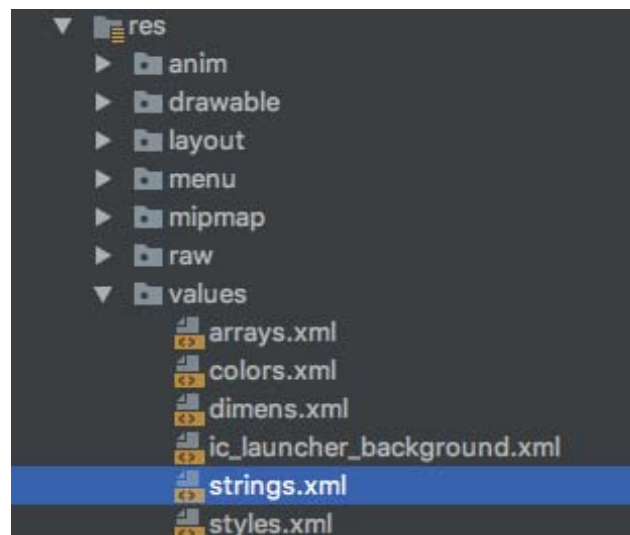 res
anim
drawable
layout
menu
mipmap
raw
values
arrays.xml
colors.xml
dimens.xml
ic_launcher_background.xml
strings.xml
styles.xml